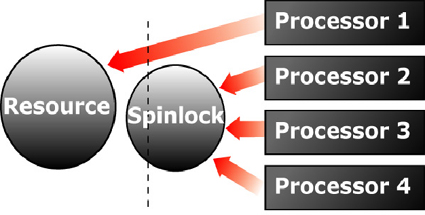 Processor 1
Processor 2
Resource
Spinlock
Processor 3
Processor 4